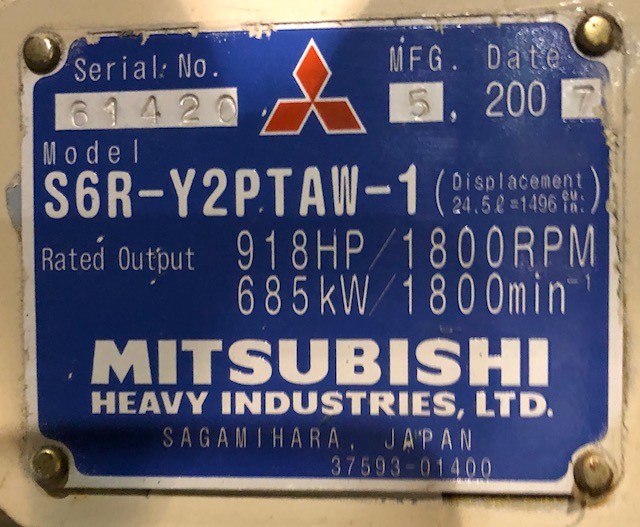 Serial No. MFG. Date
61420 5, 2007
Model
S6R-Y2PTAW-1 (Displacement 24.5ℓ=1496 cu in.)
Rated Output 918HP/1800RPM
685kW/1800min⁻¹
MITSUBISHI
HEAVY INDUSTRIES, LTD.
SAGAMIHARA, JAPAN
37593-01400